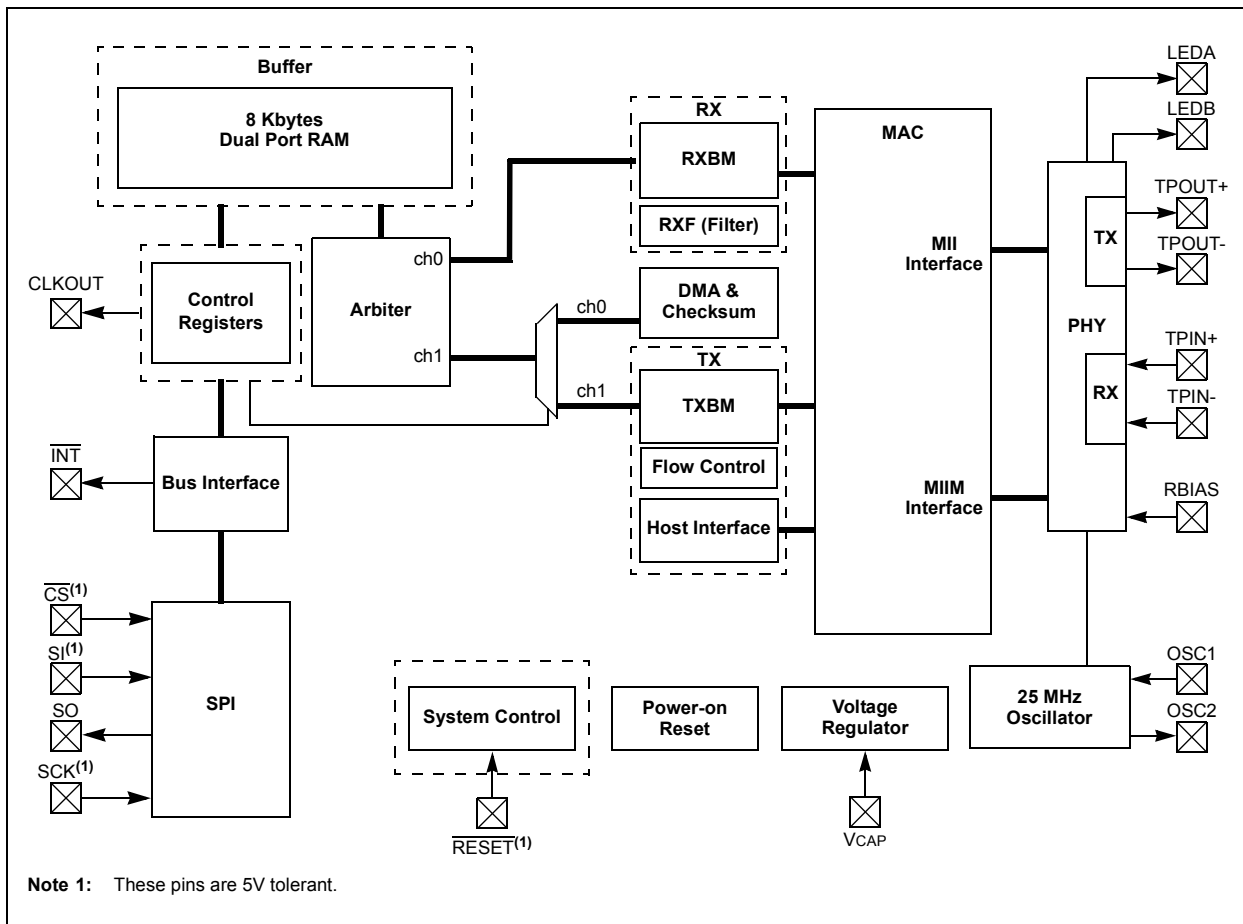 Buffer
8 Kbytes
Dual Port RAM
CLKOUT
Control
Registers
Arbiter
ch0
ch1
ch0
ch1
RX
RXBM
RXF (Filter)
DMA &
Checksum
TX
TXBM
Flow Control
Host Interface
MAC
MII
Interface
MIIM
Interface
PHY
TX
RX
LEDA
LEDB
TPOUT+
TPOUT-
TPIN+
TPIN-
RBIAS
INT
Bus Interface
CS(1)
SI(1)
SO
SCK(1)
SPI
System Control
RESET(1)
Power-on
Reset
Voltage
Regulator
VCAP
25 MHz
Oscillator
OSC1
OSC2
Note 1: These pins are 5V tolerant.